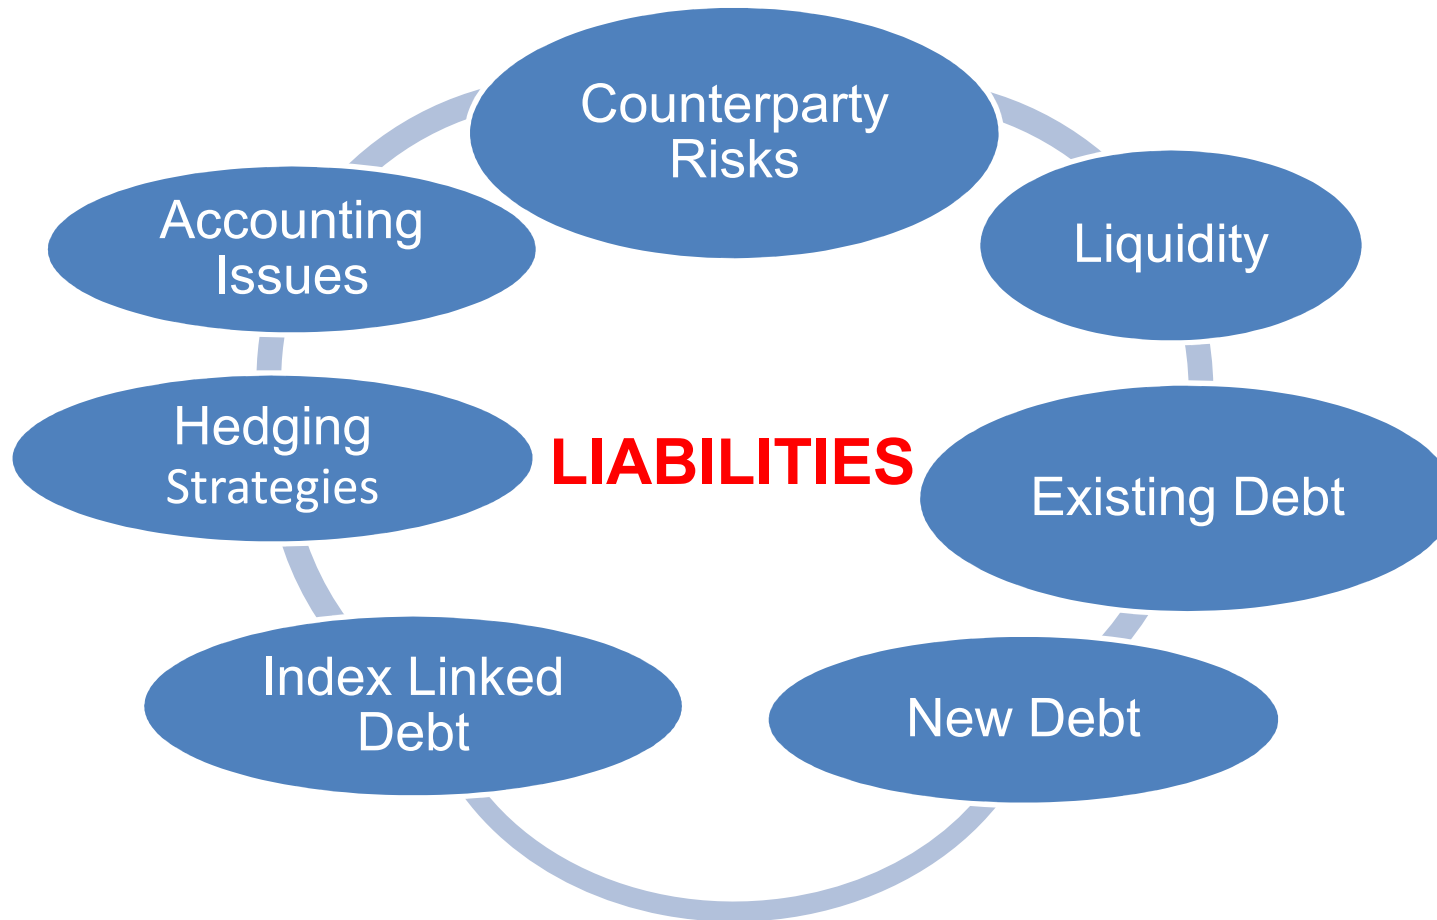 Counterparty
Risks
Accounting
Issues
Liquidity
Hedging
Strategies
LIABILITIES
Existing Debt
Index Linked
Debt
New Debt